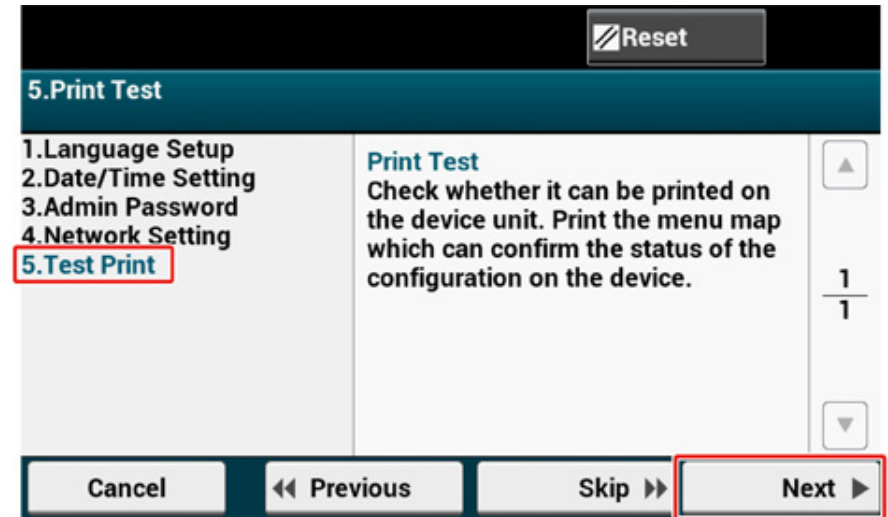 Reset
5.Print Test
1.Language Setup
2.Date/Time Setting
3.Admin Password
4.Network Setting
5.Test Print
Print Test
Check whether it can be printed on
the device unit. Print the menu map
which can confirm the status of the
configuration on the device.
1
1
Cancel
Previous
Skip
Next